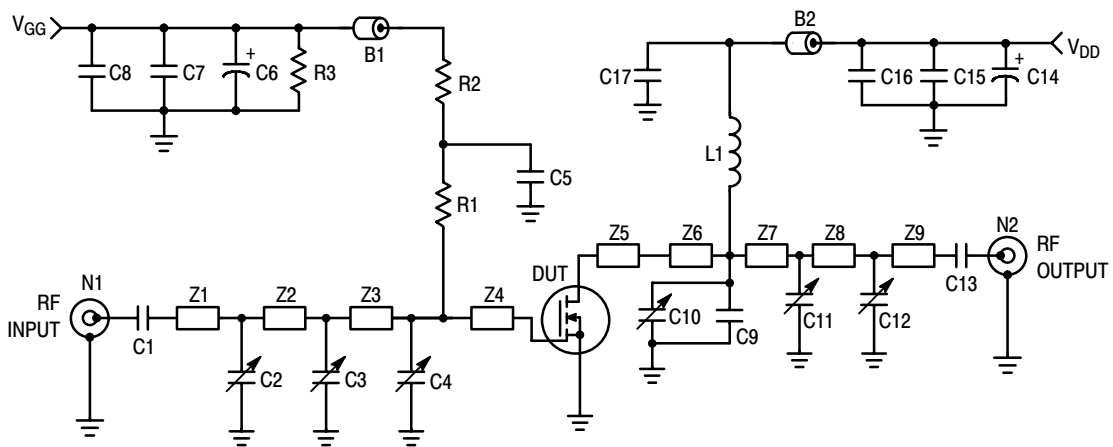 VGG
B1
C8
C7
+
C6
R3
R2
C5
R1
B2
VDD
C17
C16
C15
+
C14
L1
N1
RF
INPUT
C1
Z1
Z2
Z3
Z4
C2
C3
C4
DUT
Z5
Z6
Z7
Z8
Z9
N2
RF
OUTPUT
C13
C10
C9
C11
C12